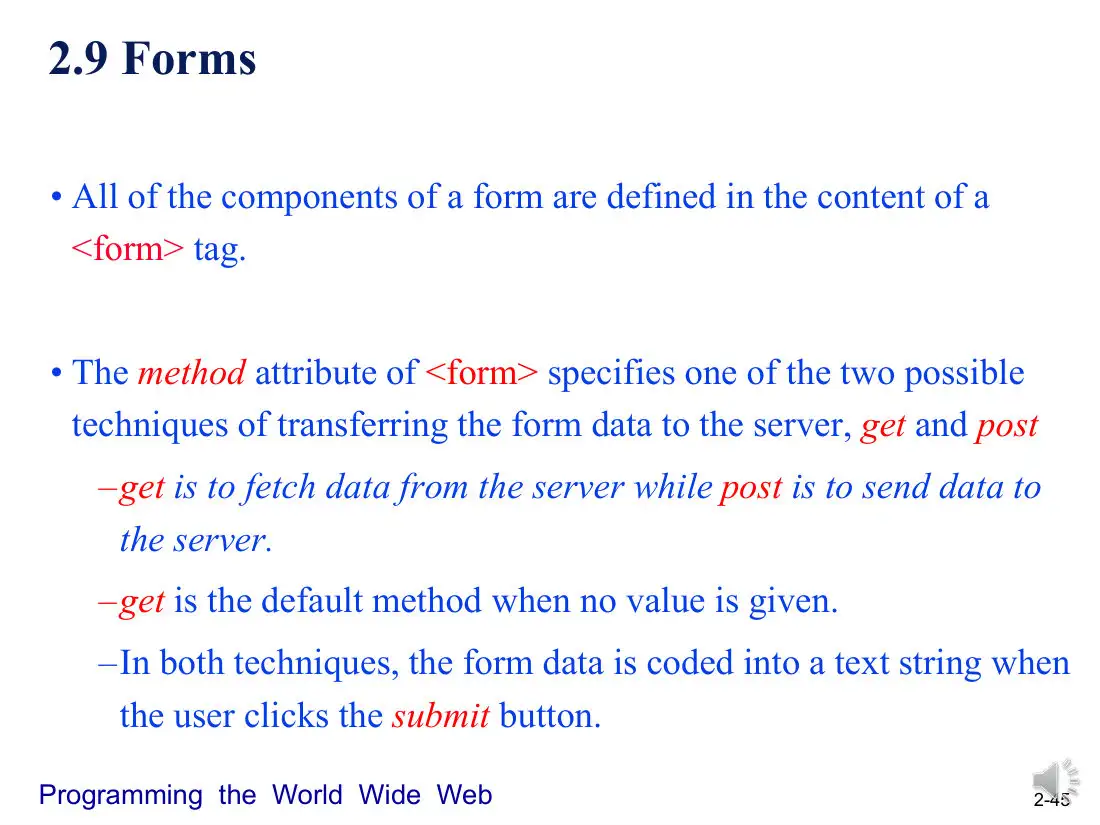 2.9 Forms
• All of the components of a form are defined in the content of a
<form> tag.
• The method attribute of <form> specifies one of the two possible
techniques of transferring the form data to the server, get and post
–get is to fetch data from the server while post is to send data to
the server.
–get is the default method when no value is given.
–In both techniques, the form data is coded into a text string when
the user clicks the submit button.
Programming the World Wide Web
2-45